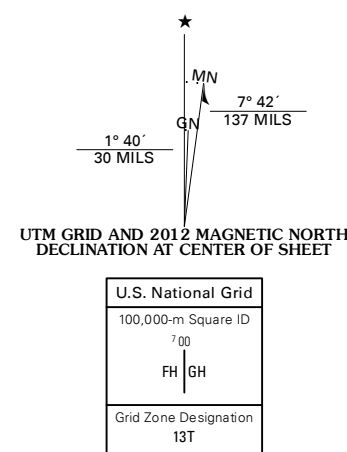 ★
MN
7° 42´
137 MILS
GN
1° 40´
30 MILS
UTM GRID AND 2012 MAGNETIC NORTH
DECLINATION AT CENTER OF SHEET
U.S. National Grid
100,000-m Square ID
⁷00
FH GH
Grid Zone Designation
13T